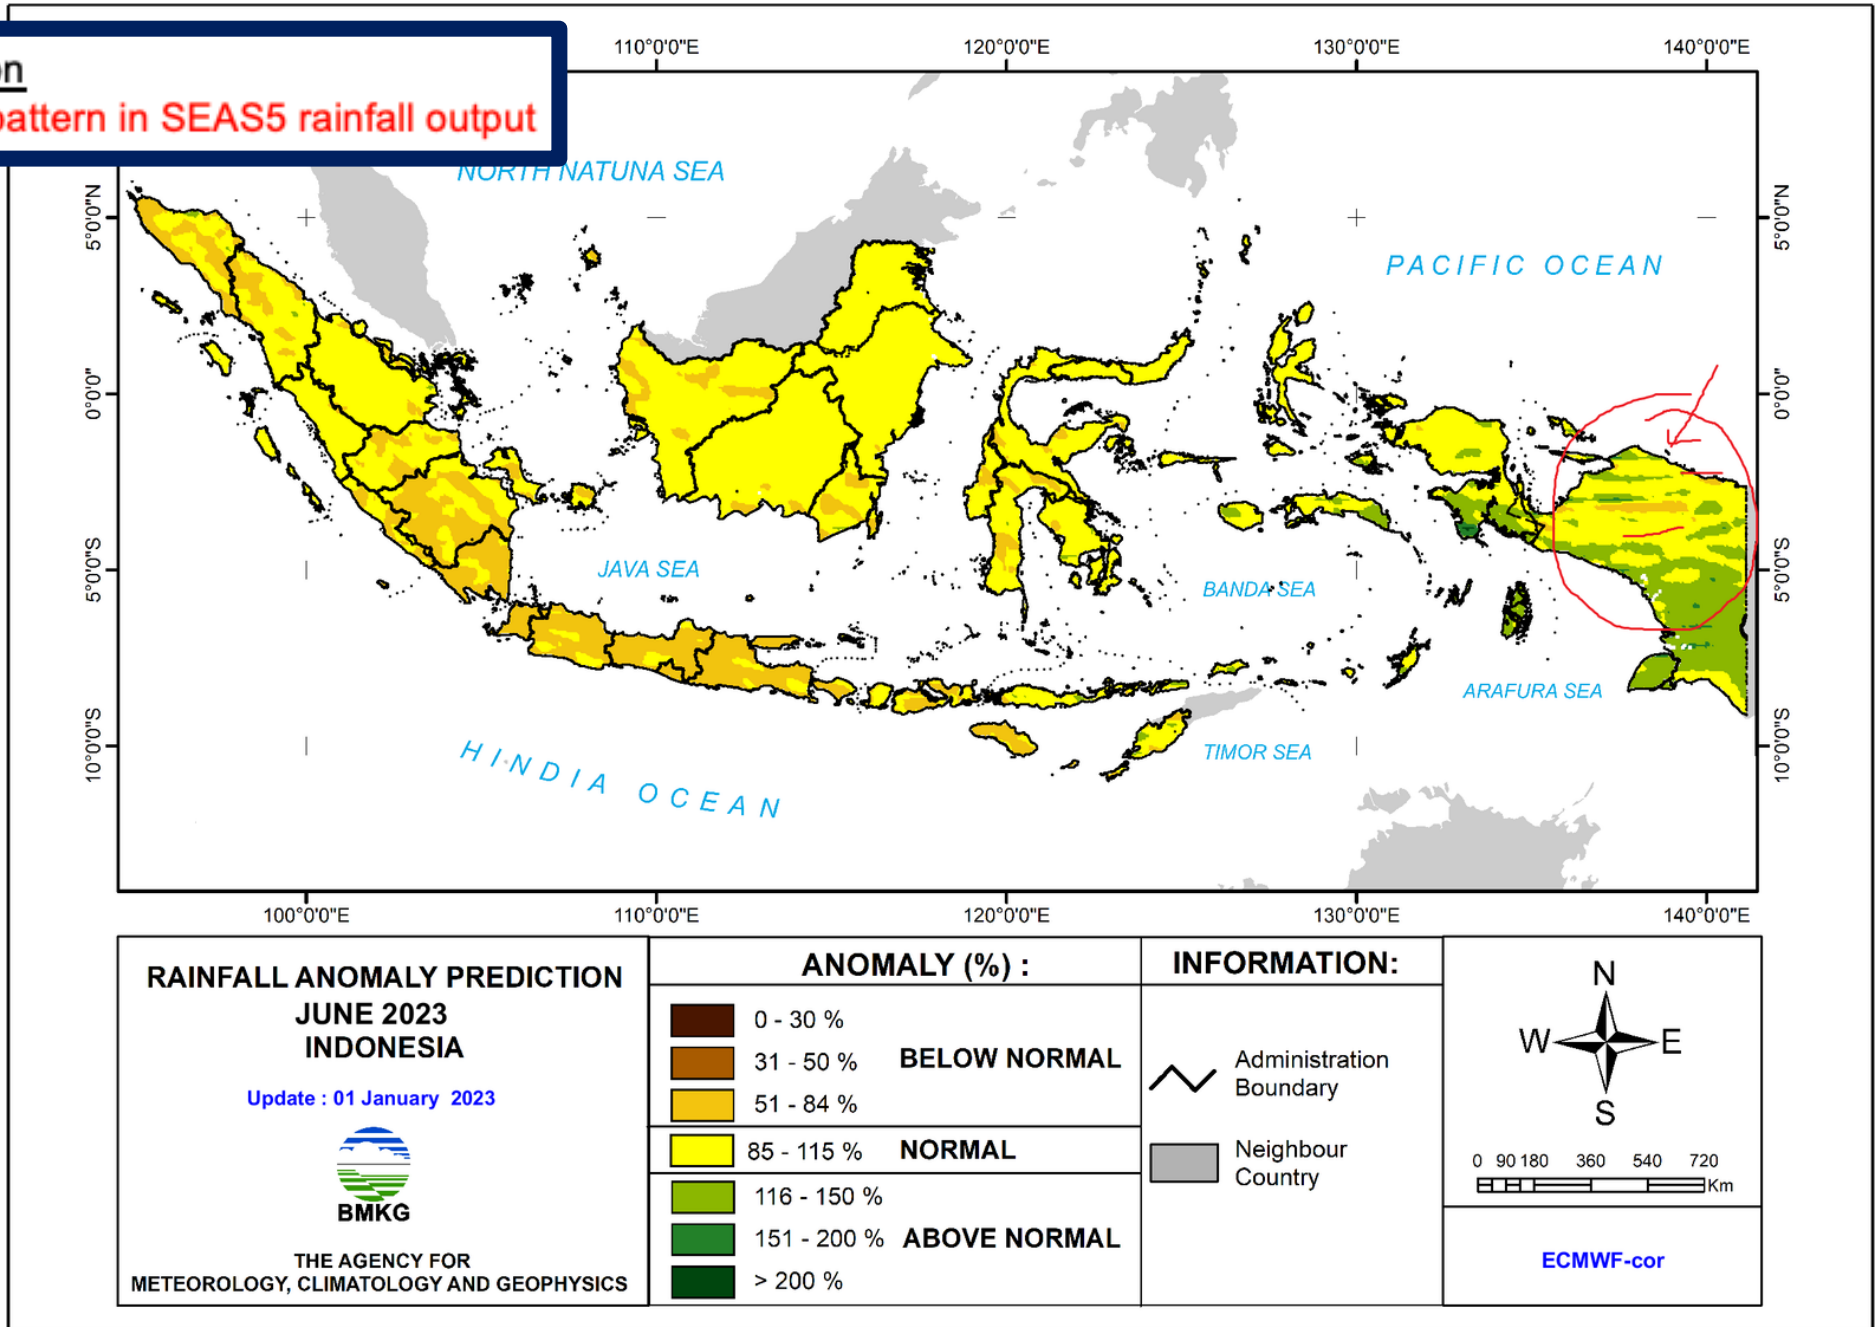 on
pattern in SEAS5 rainfall output
110°0'0"E
120°0'0"E
130°0'0"E
140°0'0"E
NORTH NATUNA SEA
5°0'0"N
5°0'0"N
PACIFIC OCEAN
0°0'0"
0°0'0"
JAVA SEA
BANDA SEA
5°0'0"S
5°0'0"S
ARAFURA SEA
TIMOR SEA
10°0'0"S
10°0'0"S
HINDIA OCEAN
100°0'0"E
110°0'0"E
120°0'0"E
130°0'0"E
140°0'0"E
RAINFALL ANOMALY PREDICTION
JUNE 2023
INDONESIA
Update : 01 January 2023
BMKG
THE AGENCY FOR
METEOROLOGY, CLIMATOLOGY AND GEOPHYSICS
ANOMALY (%) :
0 - 30 %
31 - 50 %
BELOW NORMAL
51 - 84 %
85 - 115 %
NORMAL
116 - 150 %
151 - 200 %
ABOVE NORMAL
> 200 %
INFORMATION:
Administration
Boundary
Neighbour
Country
N
W
E
S
0 90 180 360 540 720
Km
ECMWF-cor